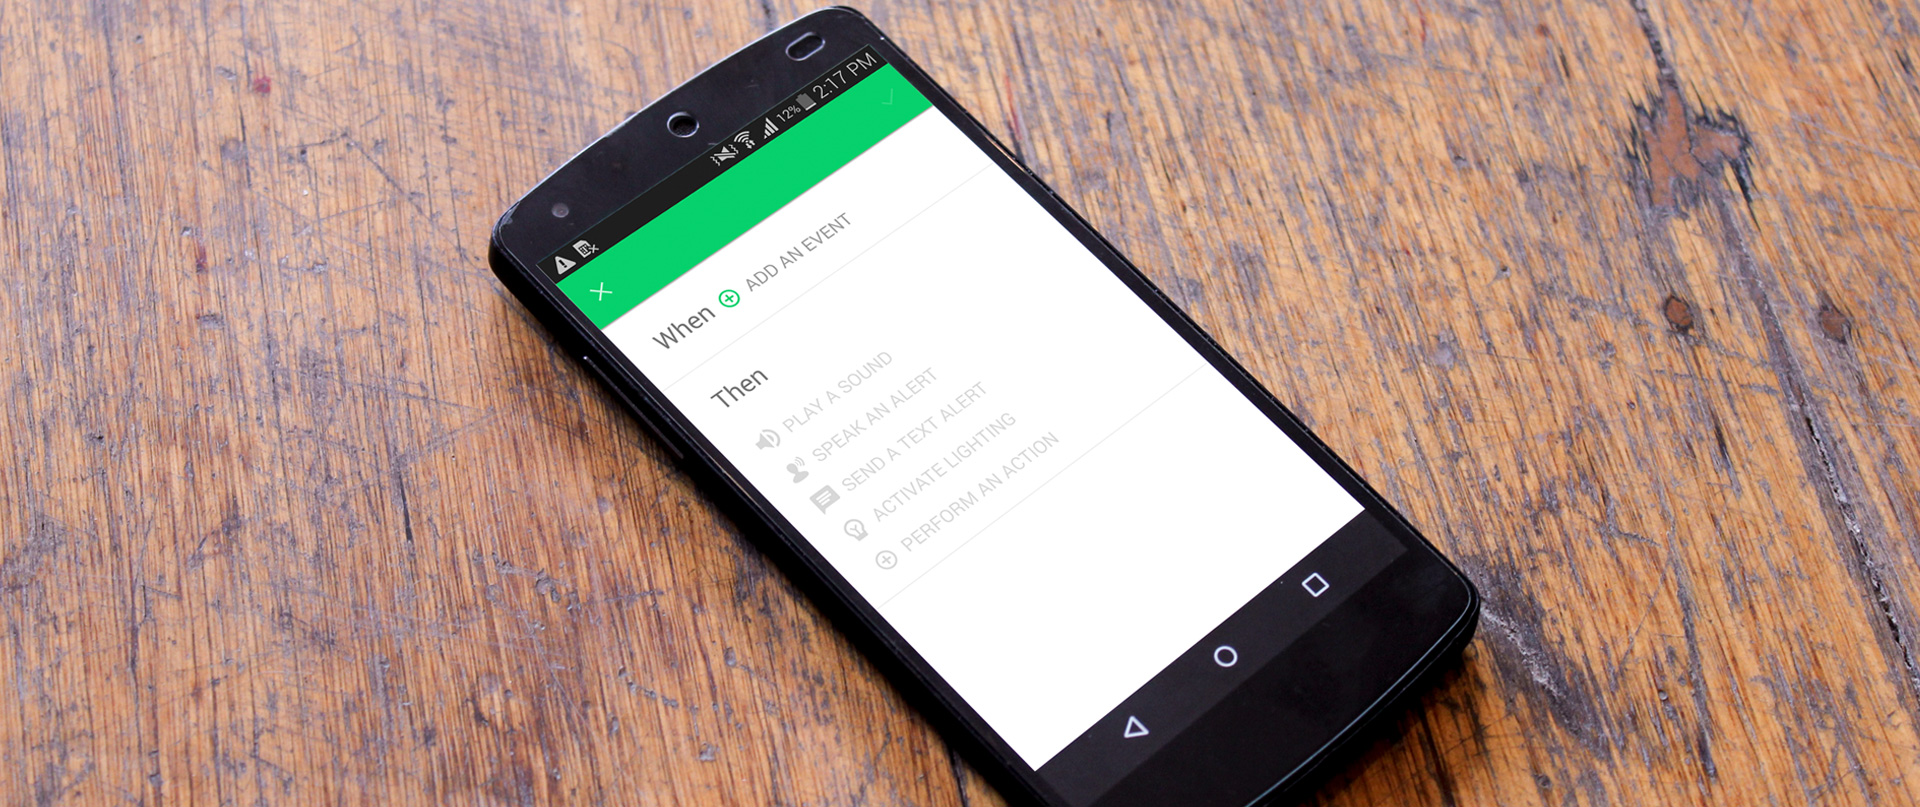 12% 2:17 PM
When ADD AN EVENT
Then
PLAY A SOUND
SPEAK AN ALERT
SEND A TEXT ALERT
ACTIVATE LIGHTING
PERFORM AN ACTION